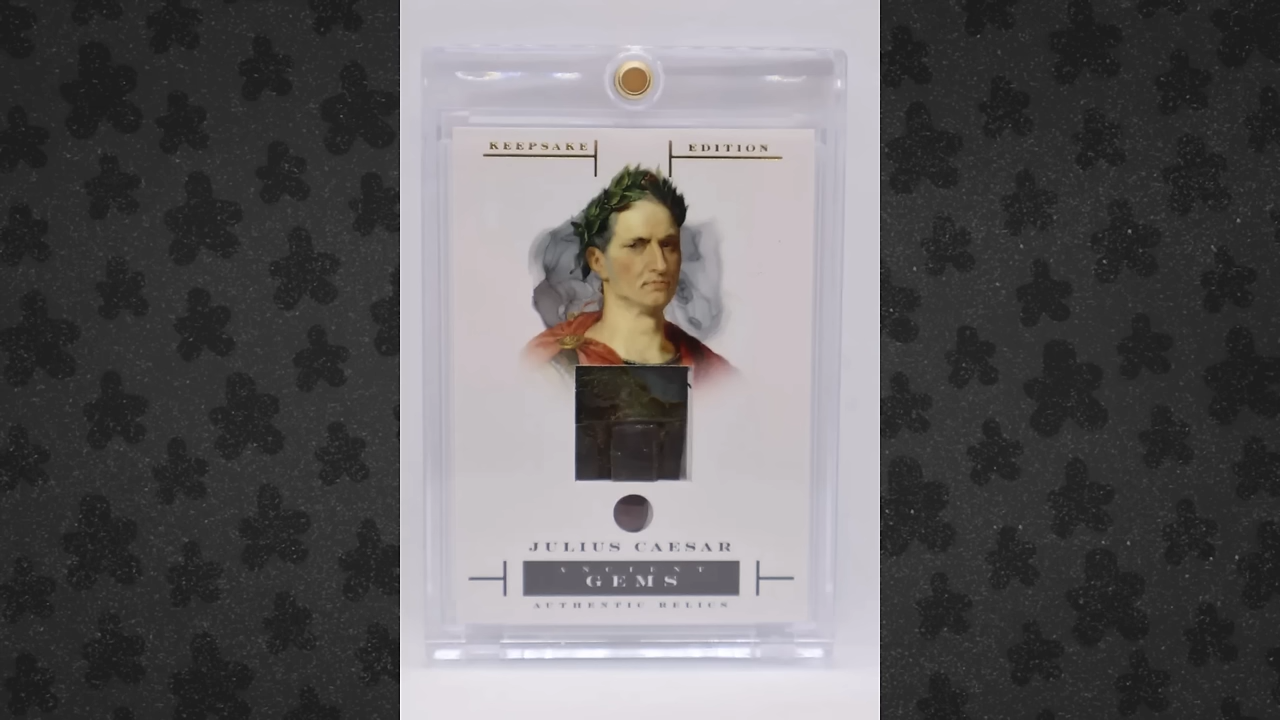 KEEPSAKE EDITION
JULIUS CAESAR
ANCIENT
GEMS
AUTHENTIC RELICS